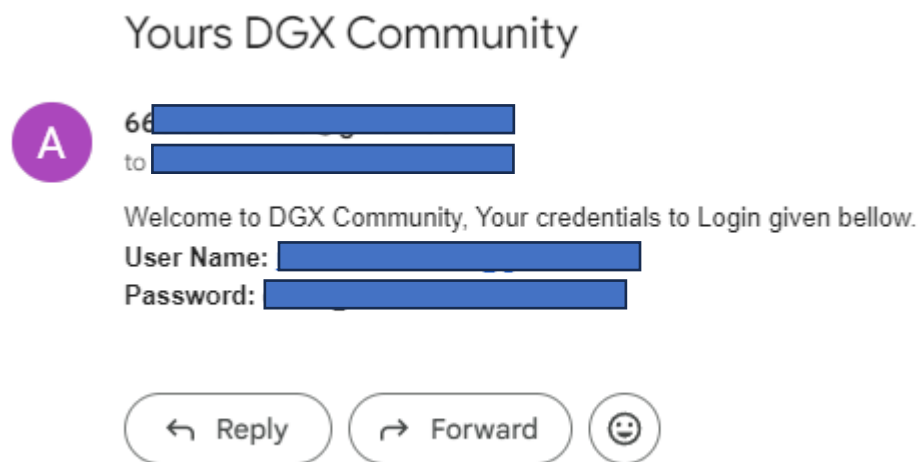 Yours DGX Community
A
66
to
Welcome to DGX Community, Your credentials to Login given bellow.
User Name:
Password:
Reply
Forward